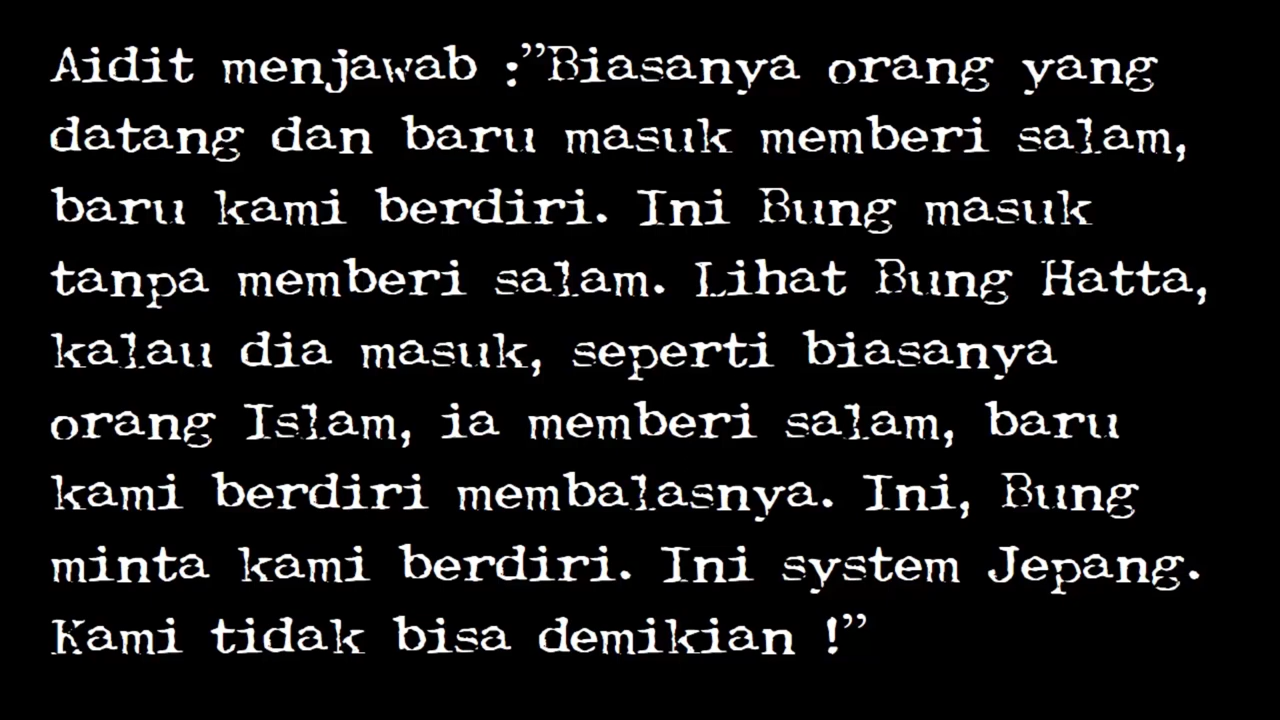 Aidit menjawab :”Biasanya orang yang
datang dan baru masuk memberi salam,
baru kami berdiri. Ini Bung masuk
tanpa memberi salam. Lihat Bung Hatta,
kalau dia masuk, seperti biasanya
orang Islam, ia memberi salam, baru
kami berdiri membalasnya. Ini, Bung
minta kami berdiri. Ini system Jepang.
Kami tidak bisa demikian !”